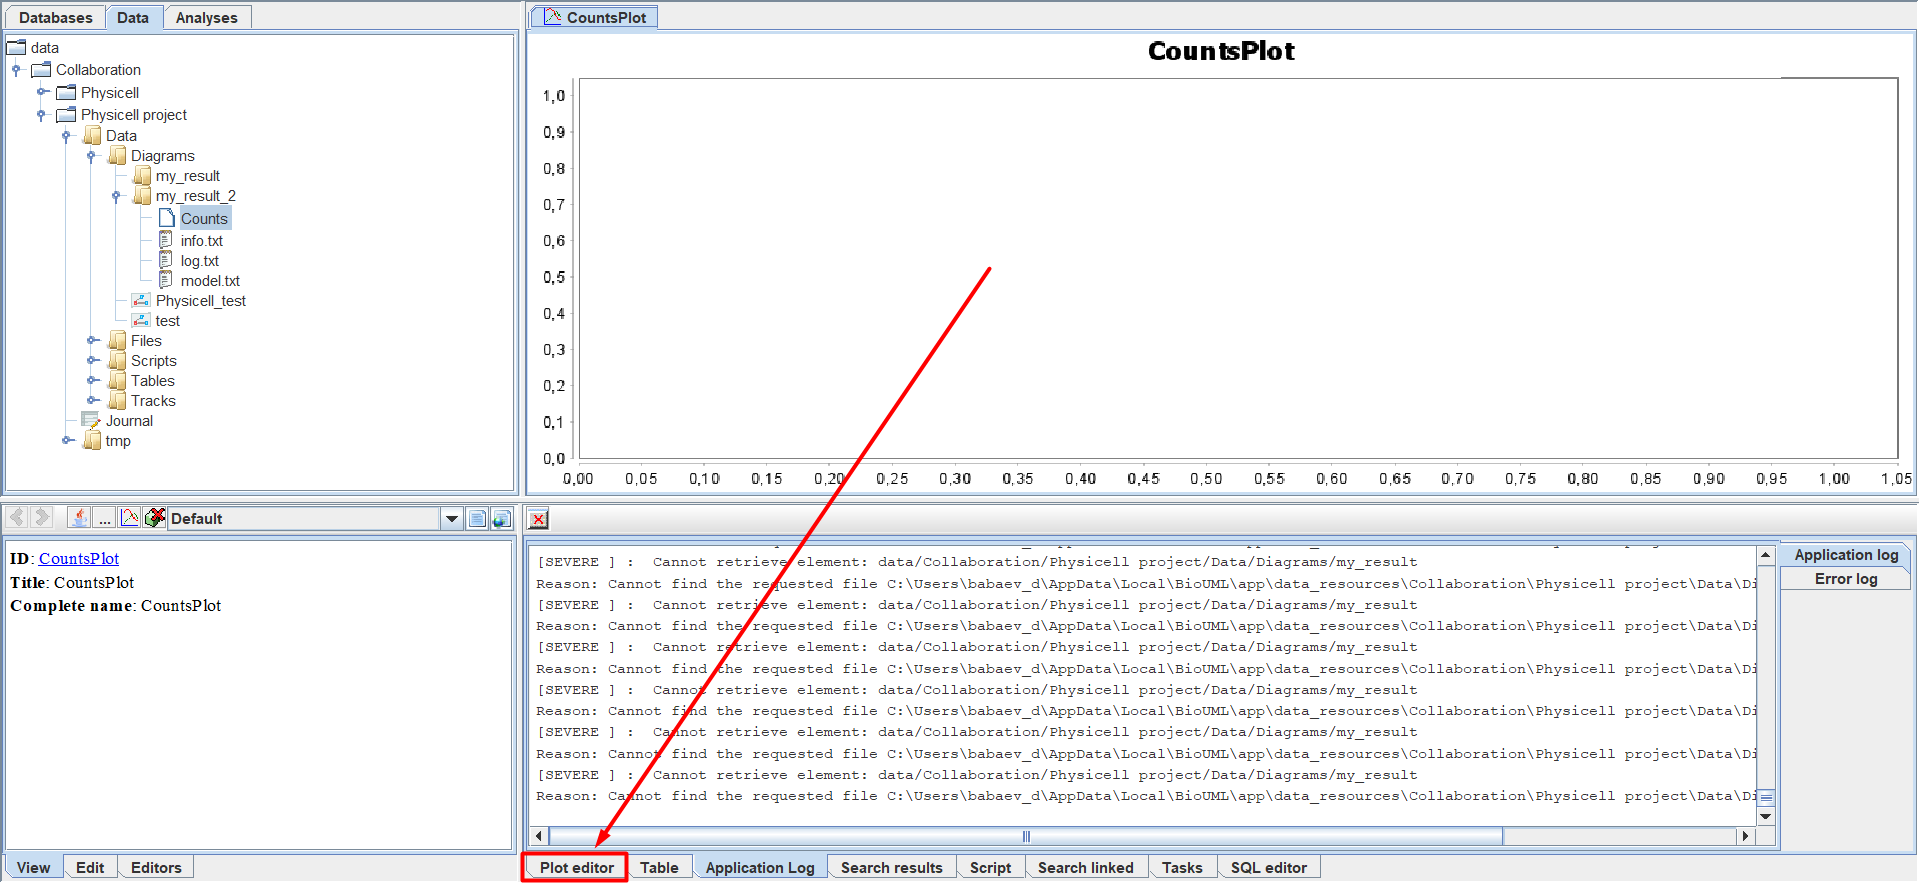 Databases Data Analyses
data
Collaboration
Physicell
Physicell project
Data
Diagrams
my_result
my_result_2
Counts
info.txt
log.txt
model.txt
Physicell_test
test
Files
Scripts
Tables
Tracks
Journal
tmp
CountsPlot
CountsPlot
1,0
0,9
0,8
0,7
0,6
0,5
0,4
0,3
0,2
0,1
0,0
0,00 0,05 0,10 0,15 0,20 0,25 0,30 0,35 0,40 0,45 0,50 0,55 0,60 0,65 0,70 0,75 0,80 0,85 0,90 0,95 1,00 1,05
... Default
ID: CountsPlot
Title: CountsPlot
Complete name: CountsPlot
View Edit Editors
[SEVERE ] : Cannot retrieve element: data/Collaboration/Physicell project/Data/Diagrams/my_result
Reason: Cannot find the requested file C:\Users\babaev_d\AppData\Local\BioUML\app\data_resources\Collaboration\Physicell project\Data\Di
[SEVERE ] : Cannot retrieve element: data/Collaboration/Physicell project/Data/Diagrams/my_result
Reason: Cannot find the requested file C:\Users\babaev_d\AppData\Local\BioUML\app\data_resources\Collaboration\Physicell project\Data\Di
[SEVERE ] : Cannot retrieve element: data/Collaboration/Physicell project/Data/Diagrams/my_result
Reason: Cannot find the requested file C:\Users\babaev_d\AppData\Local\BioUML\app\data_resources\Collaboration\Physicell project\Data\Di
[SEVERE ] : Cannot retrieve element: data/Collaboration/Physicell project/Data/Diagrams/my_result
Reason: Cannot find the requested file C:\Users\babaev_d\AppData\Local\BioUML\app\data_resources\Collaboration\Physicell project\Data\Di
[SEVERE ] : Cannot retrieve element: data/Collaboration/Physicell project/Data/Diagrams/my_result
Reason: Cannot find the requested file C:\Users\babaev_d\AppData\Local\BioUML\app\data_resources\Collaboration\Physicell project\Data\Di
[SEVERE ] : Cannot retrieve element: data/Collaboration/Physicell project/Data/Diagrams/my_result
Reason: Cannot find the requested file C:\Users\babaev_d\AppData\Local\BioUML\app\data_resources\Collaboration\Physicell project\Data\Di
Application log
Error log
Plot editor Table Application Log Search results Script Search linked Tasks SQL editor